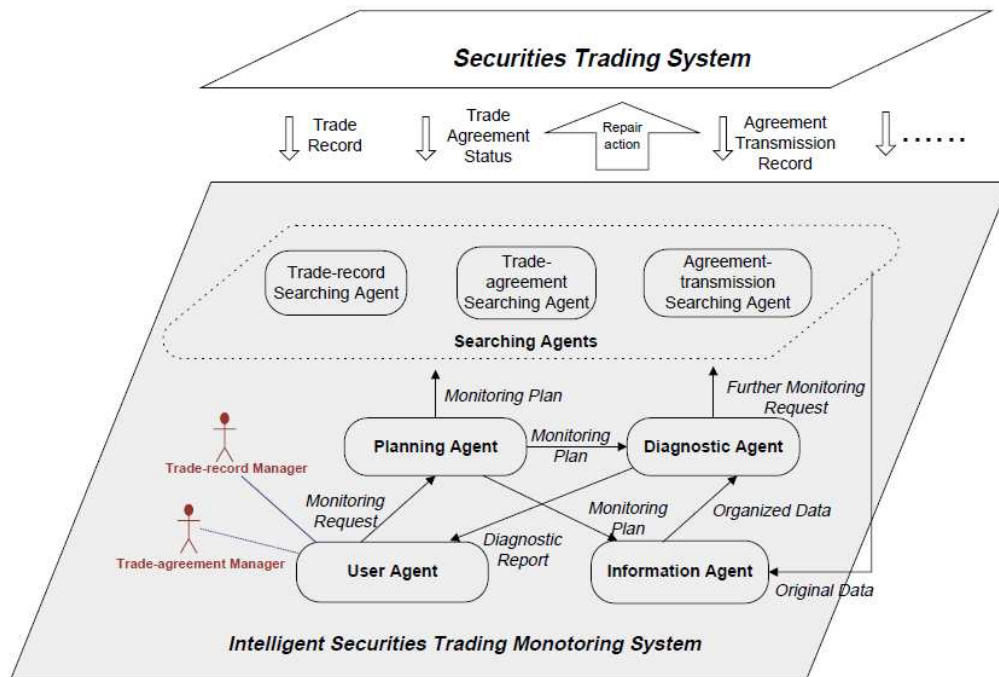 Securities Trading System
Trade
Record
Trade
Agreement
Status
Repair
action
Agreement
Transmission
Record
......
Trade-record
Searching Agent
Trade-
agreement
Searching Agent
Agreement-
transmission
Searching Agent
Searching Agents
Monitoring Plan
Further Monitoring
Request
Planning Agent
Monitoring
Plan
Diagnostic Agent
Trade-record Manager
Monitoring
Request
Monitoring
Plan
Organized Data
Trade-agreement Manager
Diagnostic
Report
User Agent
Information Agent
Original Data
Intelligent Securities Trading Monotoring System